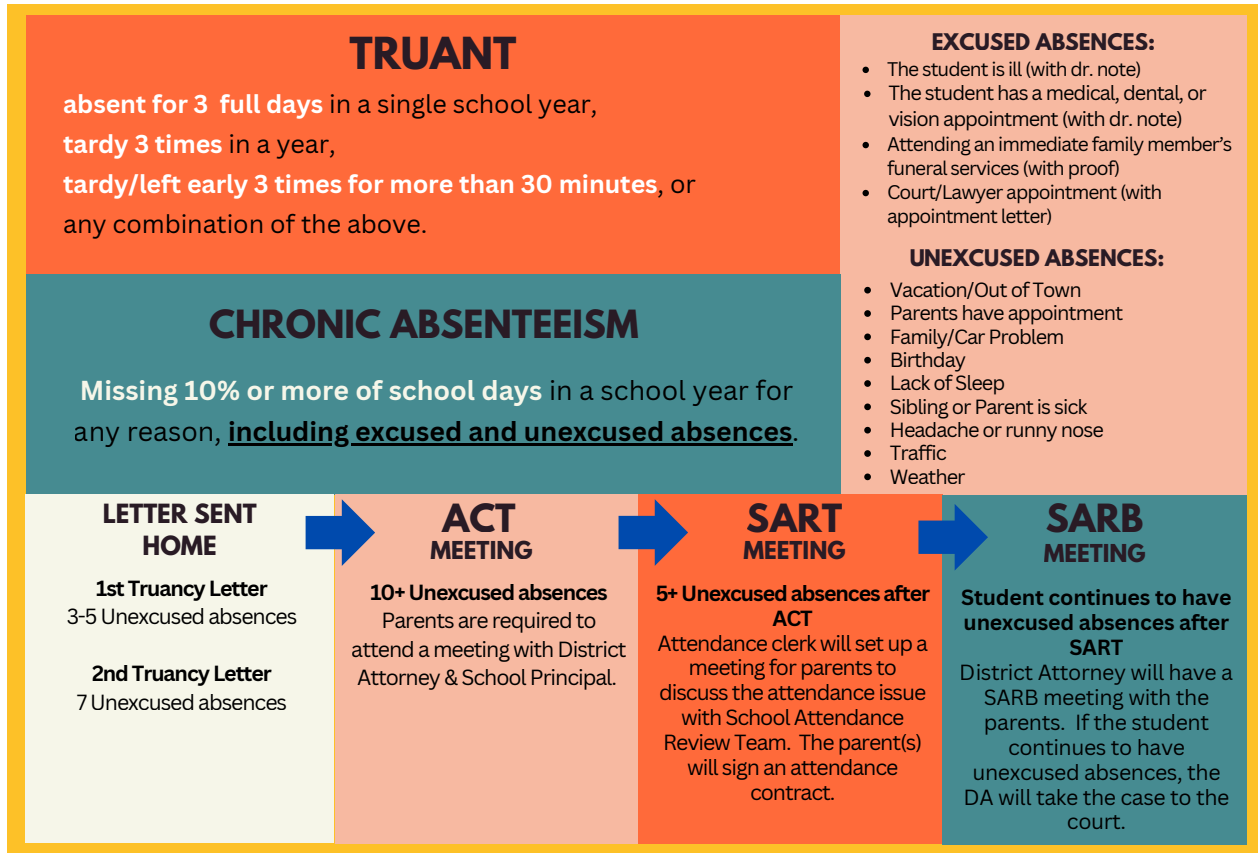 TRUANT
absent for 3 full days in a single school year,
tardy 3 times in a year,
tardy/left early 3 times for more than 30 minutes, or
any combination of the above.
CHRONIC ABSENTEEISM
Missing 10% or more of school days in a school year for
any reason, including excused and unexcused absences.
EXCUSED ABSENCES:
• The student is ill (with dr. note)
• The student has a medical, dental, or
vision appointment (with dr. note)
• Attending an immediate family member's
funeral services (with proof)
• Court/Lawyer appointment (with
appointment letter)
UNEXCUSED ABSENCES:
• Vacation/Out of Town
• Parents have appointment
• Family/Car Problem
• Birthday
• Lack of Sleep
• Sibling or Parent is sick
• Headache or runny nose
• Traffic
• Weather
LETTER SENT
HOME
1st Truancy Letter
3-5 Unexcused absences
2nd Truancy Letter
7 Unexcused absences
ACT
MEETING
10+ Unexcused absences
Parents are required to
attend a meeting with District
Attorney & School Principal.
SART
MEETING
5+ Unexcused absences after
ACT
Attendance clerk will set up a
meeting for parents to
discuss the attendance issue
with School Attendance
Review Team. The parent(s)
will sign an attendance
contract.
SARB
MEETING
Student continues to have
unexcused absences after
SART
District Attorney will have a
SARB meeting with the
parents. If the student
continues to have
unexcused absences, the
DA will take the case to the
court.